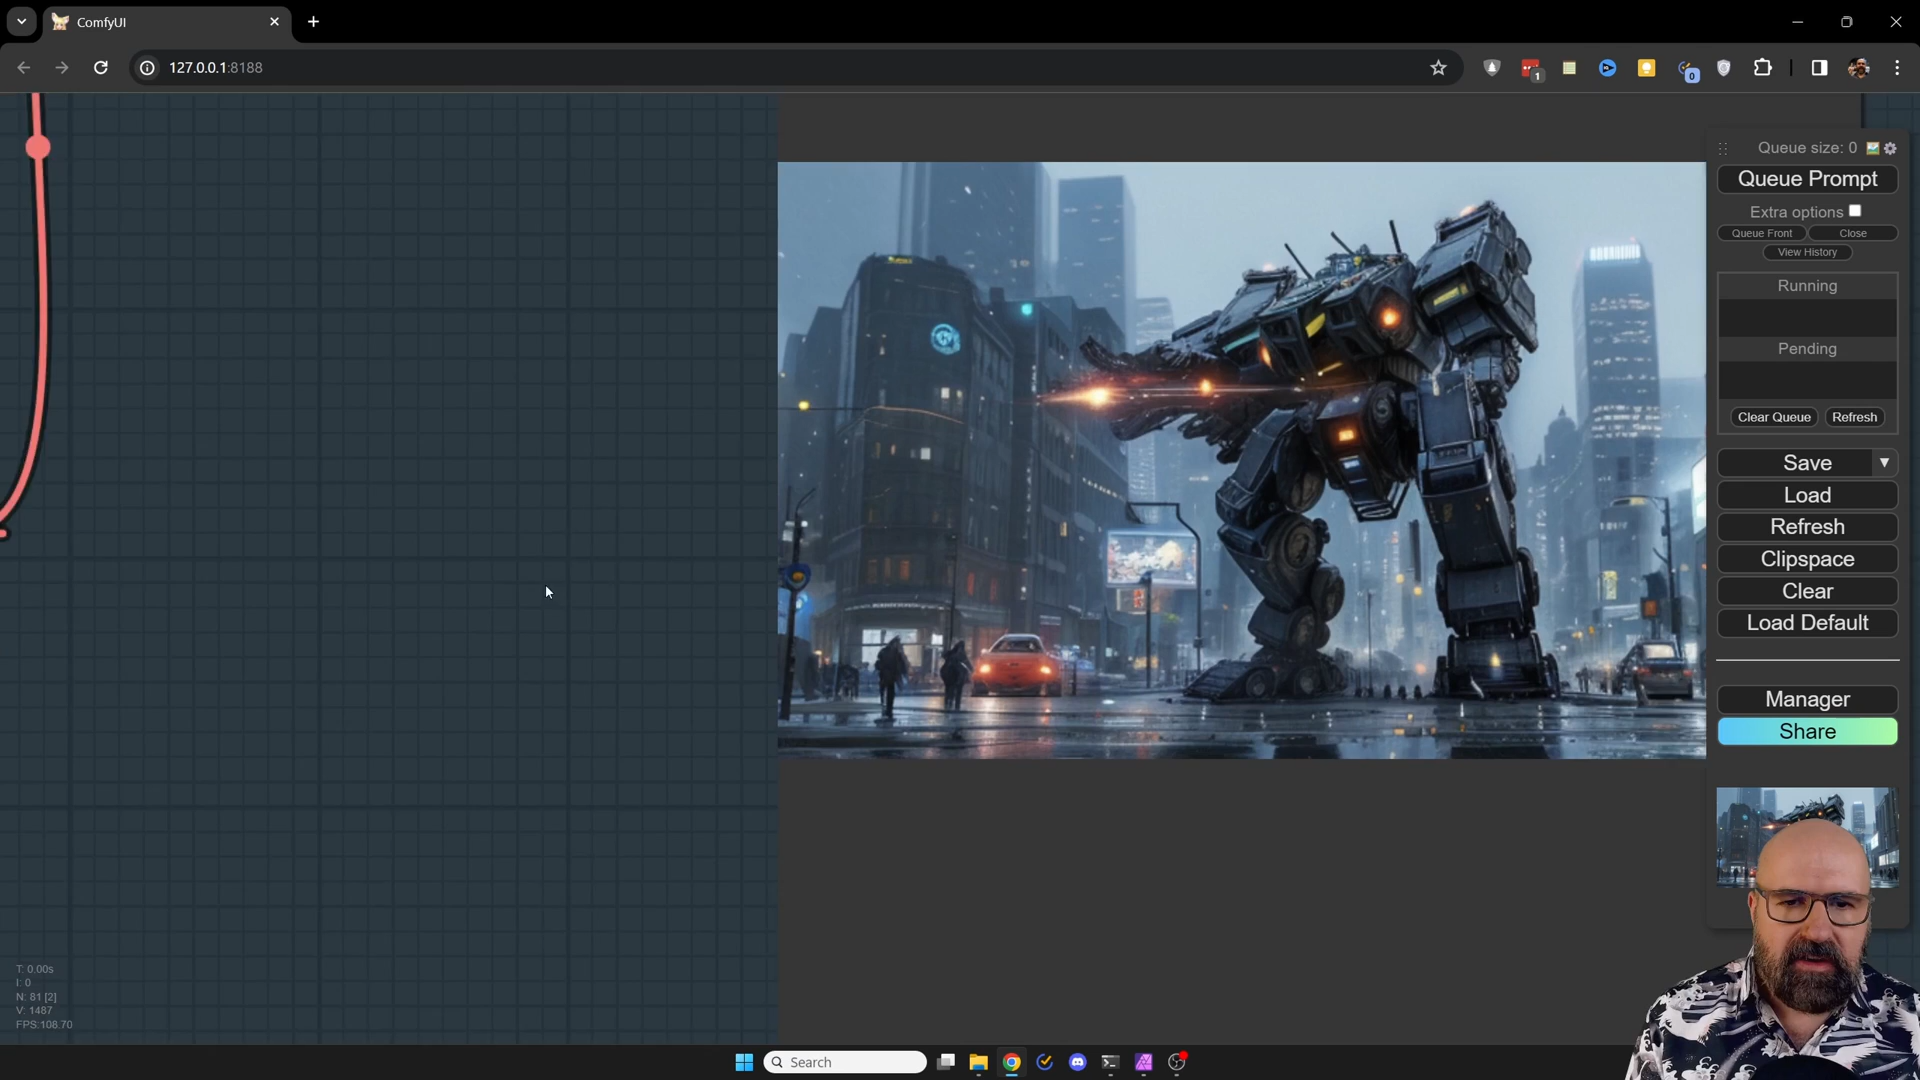 ComfyUI
127.0.0.1:8188
1
0
Queue size: 0
Queue Prompt
Extra options
Queue Front
Close
View History
Running
Pending
Clear Queue
Refresh
Save
Load
Refresh
Clipspace
Clear
Load Default
Manager
Share
T: 0.00s
I: 0
N: 81 [2]
V: 1487
FPS:108.70
Search